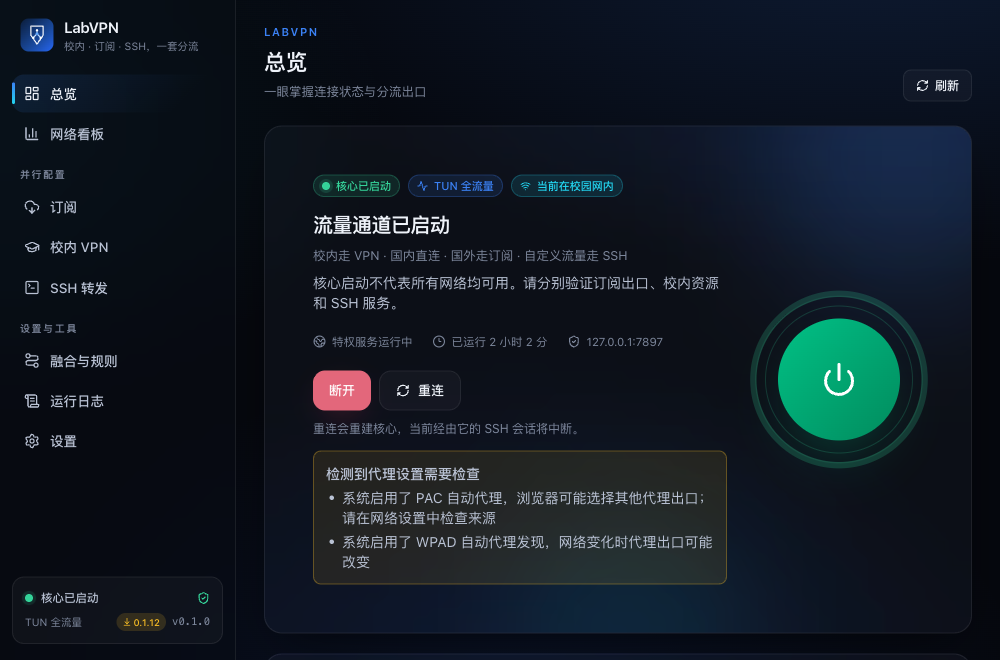 LabVPN
校内 · 订阅 · SSH，一套分流
总览
网络看板
并行配置
订阅
校内 VPN
SSH 转发
设置与工具
融合与规则
运行日志
设置
核心已启动
TUN 全流量
0.1.12
v0.1.0
LABVPN
总览
一眼掌握连接状态与分流出口
刷新
核心已启动
TUN 全流量
当前在校园网内
流量通道已启动
校内走 VPN · 国内直连 · 国外走订阅 · 自定义流量走 SSH
核心启动不代表所有网络均可用。请分别验证订阅出口、校内资源
和 SSH 服务。
特权服务运行中
已运行 2 小时 2 分
127.0.0.1:7897
断开
重连
重连会重建核心，当前经由它的 SSH 会话将中断。
检测到代理设置需要检查
• 系统启用了 PAC 自动代理，浏览器可能选择其他代理出口；
请在网络设置中检查来源
• 系统启用了 WPAD 自动代理发现，网络变化时代理出口可能
改变